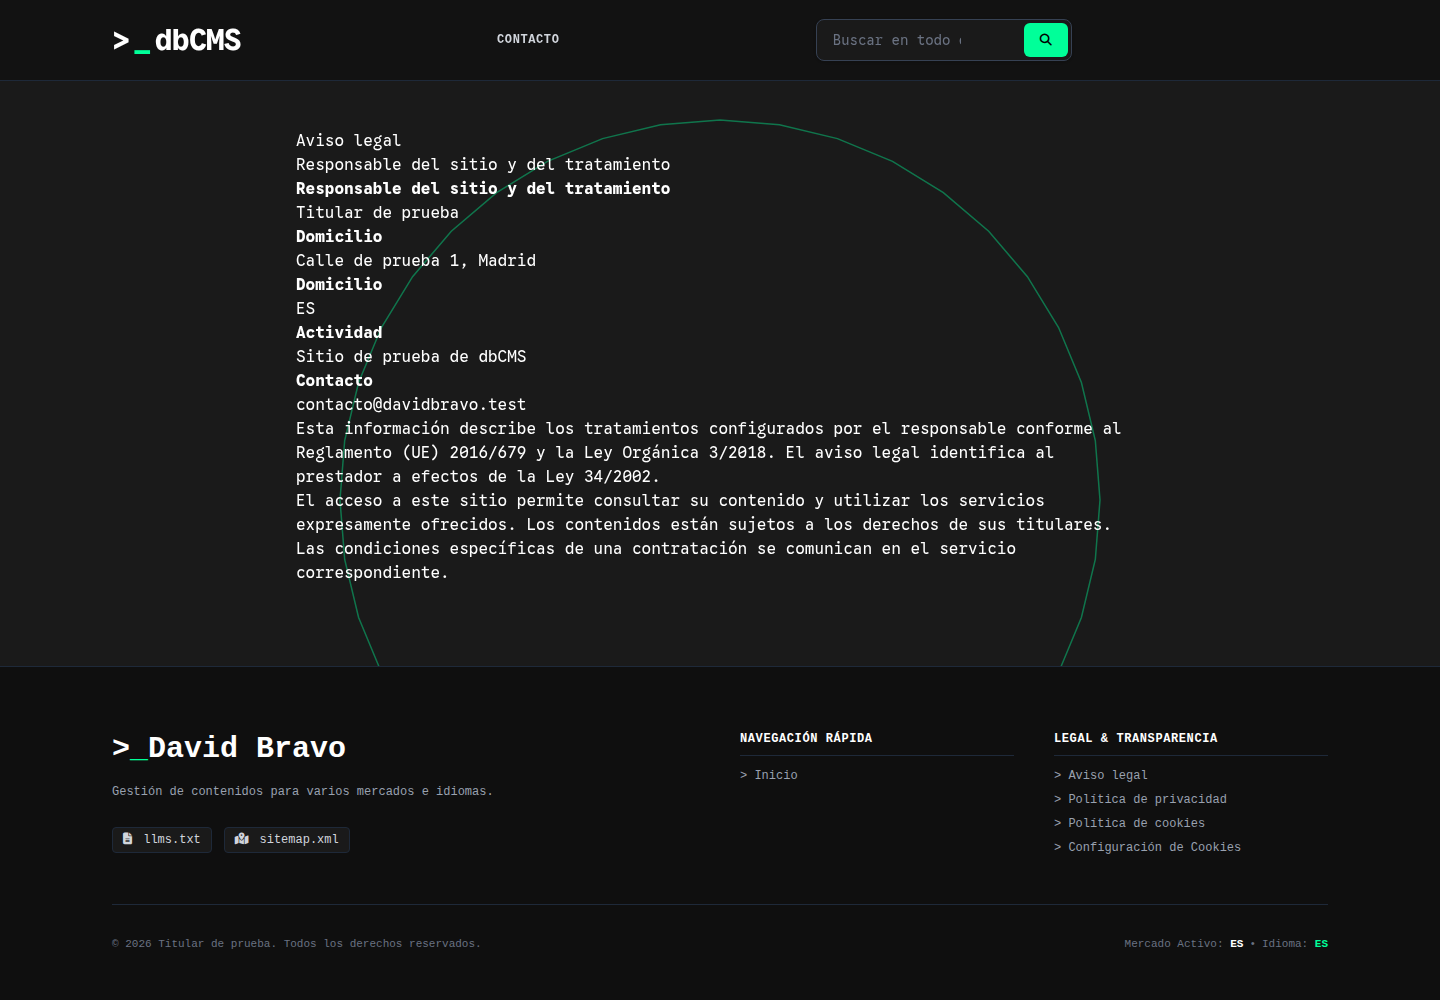 >_dbCMS
CONTACTO
Buscar en todo
Aviso legal
Responsable del sitio y del tratamiento
Responsable del sitio y del tratamiento
Titular de prueba
Domicilio
Calle de prueba 1, Madrid
Domicilio
ES
Actividad
Sitio de prueba de dbCMS
Contacto
contacto@davidbravo.test
Esta información describe los tratamientos configurados por el responsable conforme al
Reglamento (UE) 2016/679 y la Ley Orgánica 3/2018. El aviso legal identifica al
prestador a efectos de la Ley 34/2002.
El acceso a este sitio permite consultar su contenido y utilizar los servicios
expresamente ofrecidos. Los contenidos están sujetos a los derechos de sus titulares.
Las condiciones específicas de una contratación se comunican en el servicio
correspondiente.
>_David Bravo
Gestión de contenidos para varios mercados e idiomas.
llms.txt
sitemap.xml
NAVEGACIÓN RÁPIDA
> Inicio
LEGAL & TRANSPARENCIA
> Aviso legal
> Política de privacidad
> Política de cookies
> Configuración de Cookies
© 2026 Titular de prueba. Todos los derechos reservados.
Mercado Activo: ES • Idioma: ES